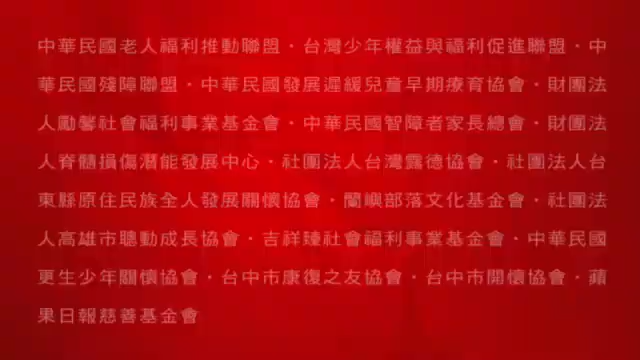 中華民國老人福利推動聯盟·台灣少年權益與福利促進聯盟·中
華民國殘障聯盟·中華民國發展遲緩兒童早期療育協會·財團法
人勵馨社會福利事業基金會·中華民國智障者家長總會·財團法
人脊髓損傷潛能發展中心·社團法人台灣露德協會·社團法人台
東縣原住民族全人發展關懷協會·蘭嶼部落文化基金會·社團法
人高雄市聰動成長協會·吉祥臻社會福利事業基金會、中華民國
更生少年關懷協會·台中市康復之友協會·台中市開懷協會·蘋
果日報慈善基金會